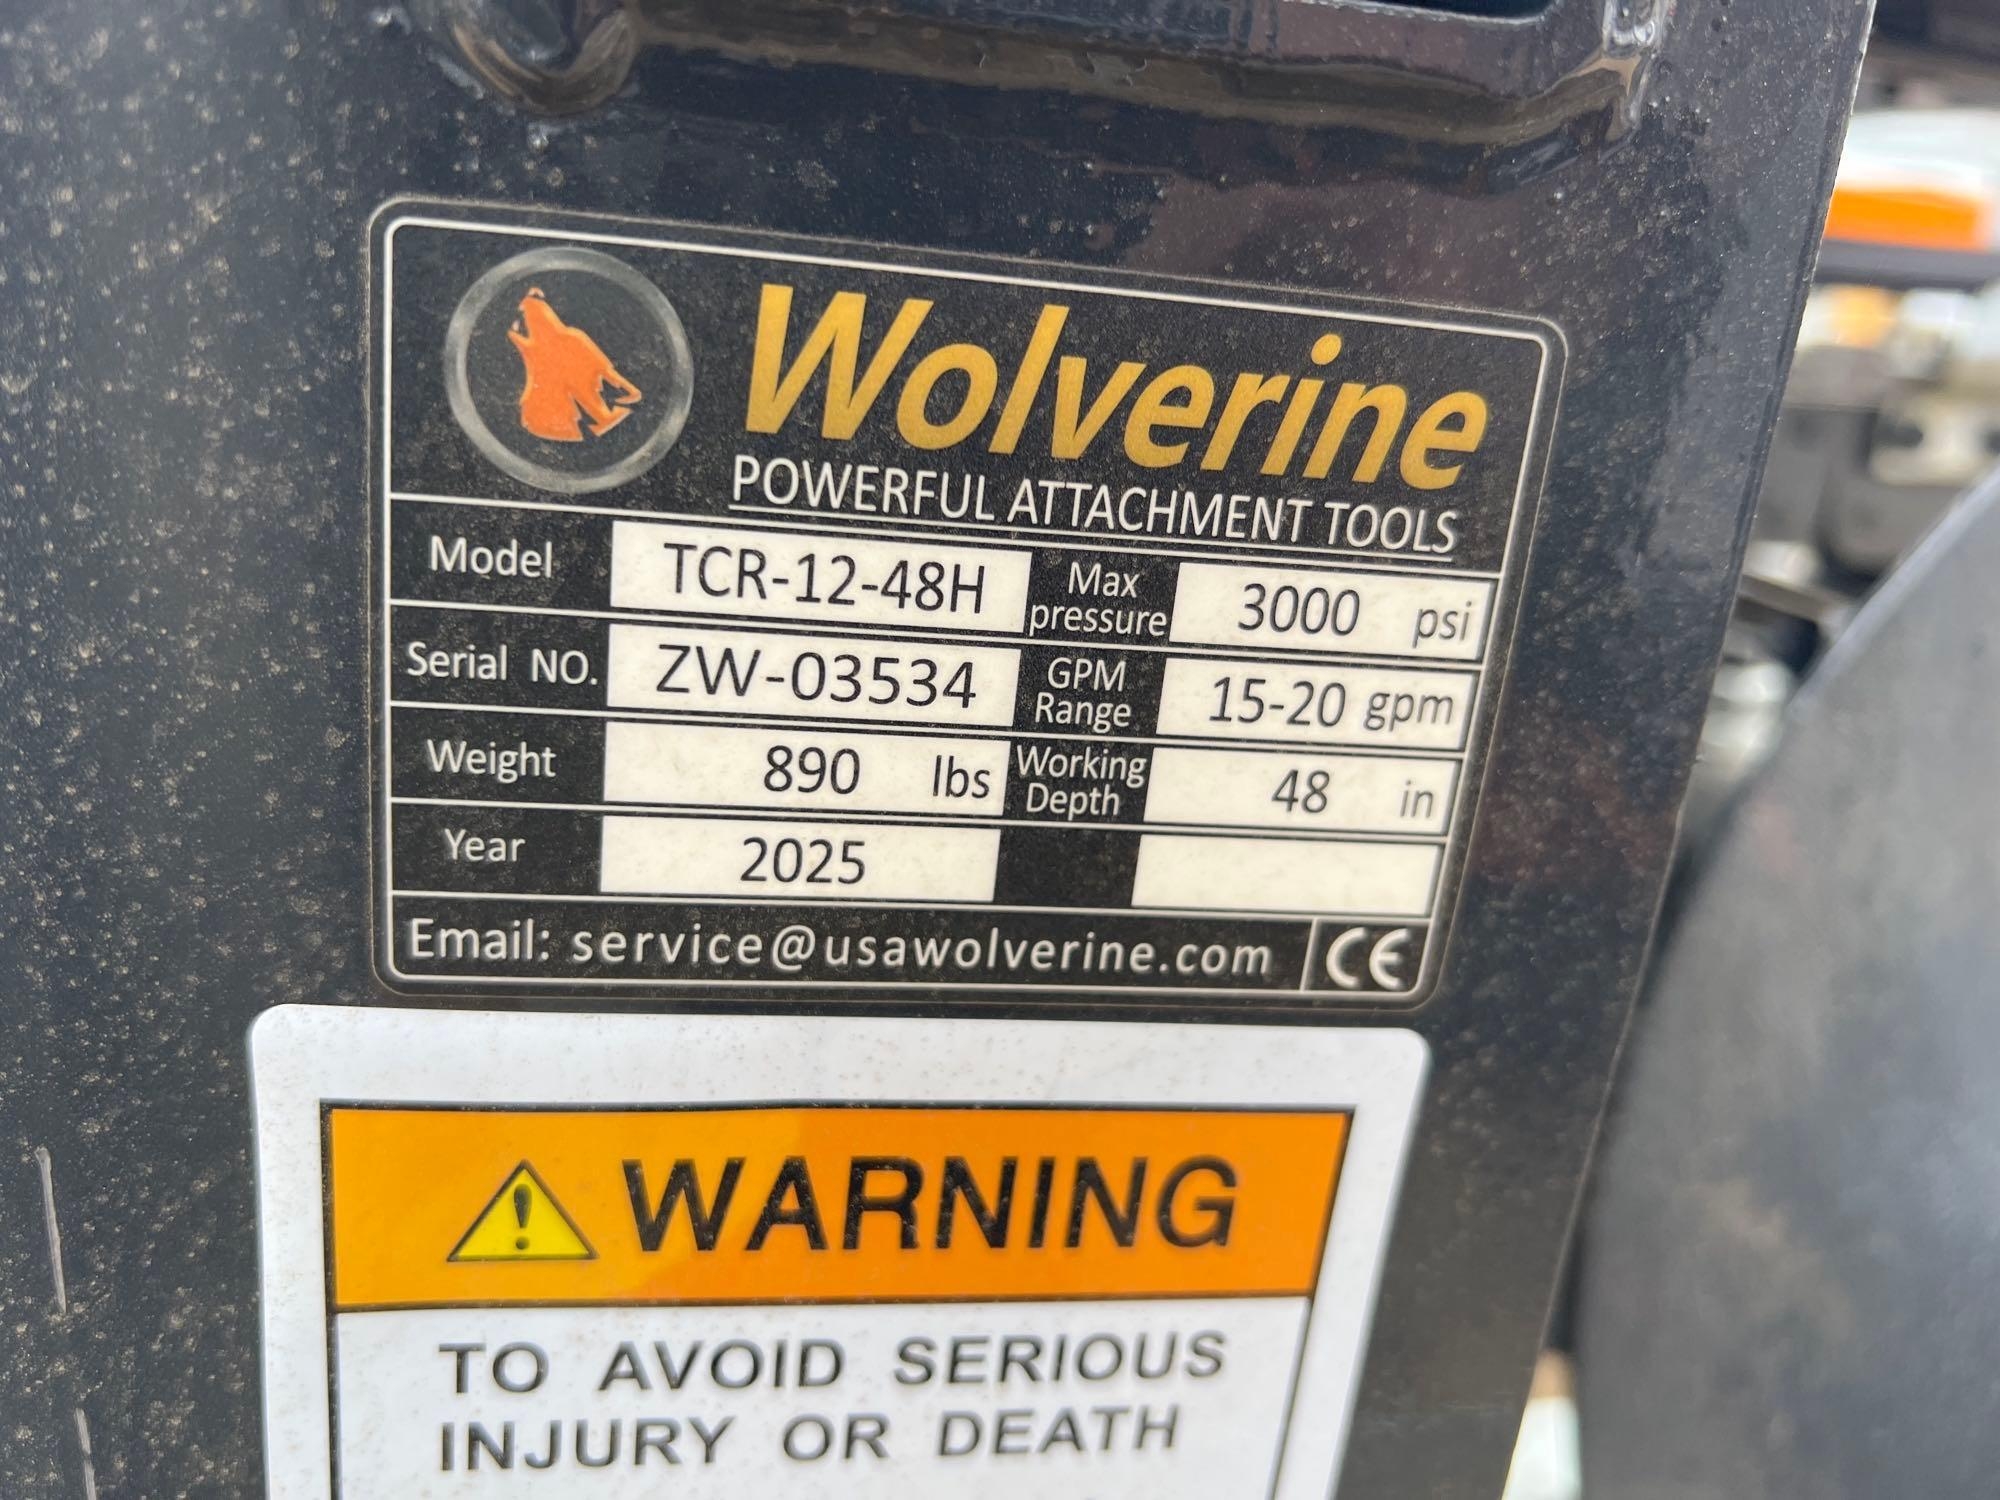 Wolverine
POWERFUL ATTACHMENT TOOLS
Model TCR-12-48H Max pressure 3000 psi
Serial NO. ZW-03534 GPM Range 15-20 gpm
Weight 890 lbs Working Depth 48 in
Year 2025
Email: service@usawolverine.com CE
WARNING
TO AVOID SERIOUS
INJURY OR DEATH